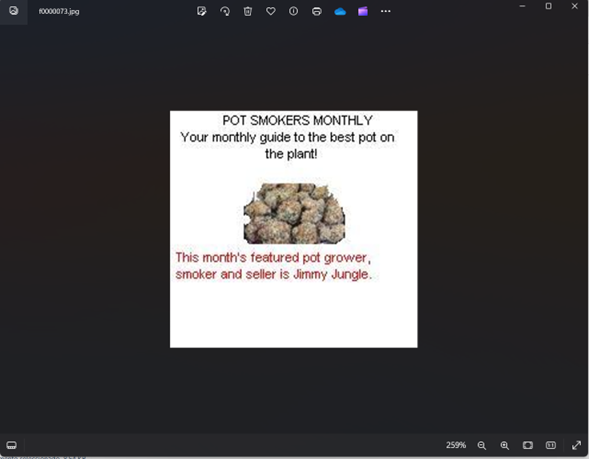 f0000073.jpg
POT SMOKERS MONTHLY
Your monthly guide to the best pot on
the plant!
This month's featured pot grower,
smoker and seller is Jimmy Jungle.
259%